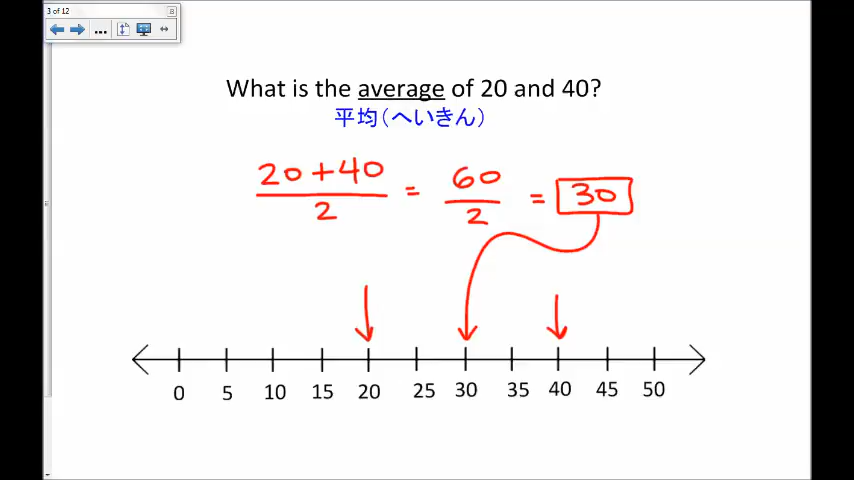 3 of 12
What is the average of 20 and 40?
平均(へいきん)
20+40/2 = 60/2 = 30
0 5 10 15 20 25 30 35 40 45 50